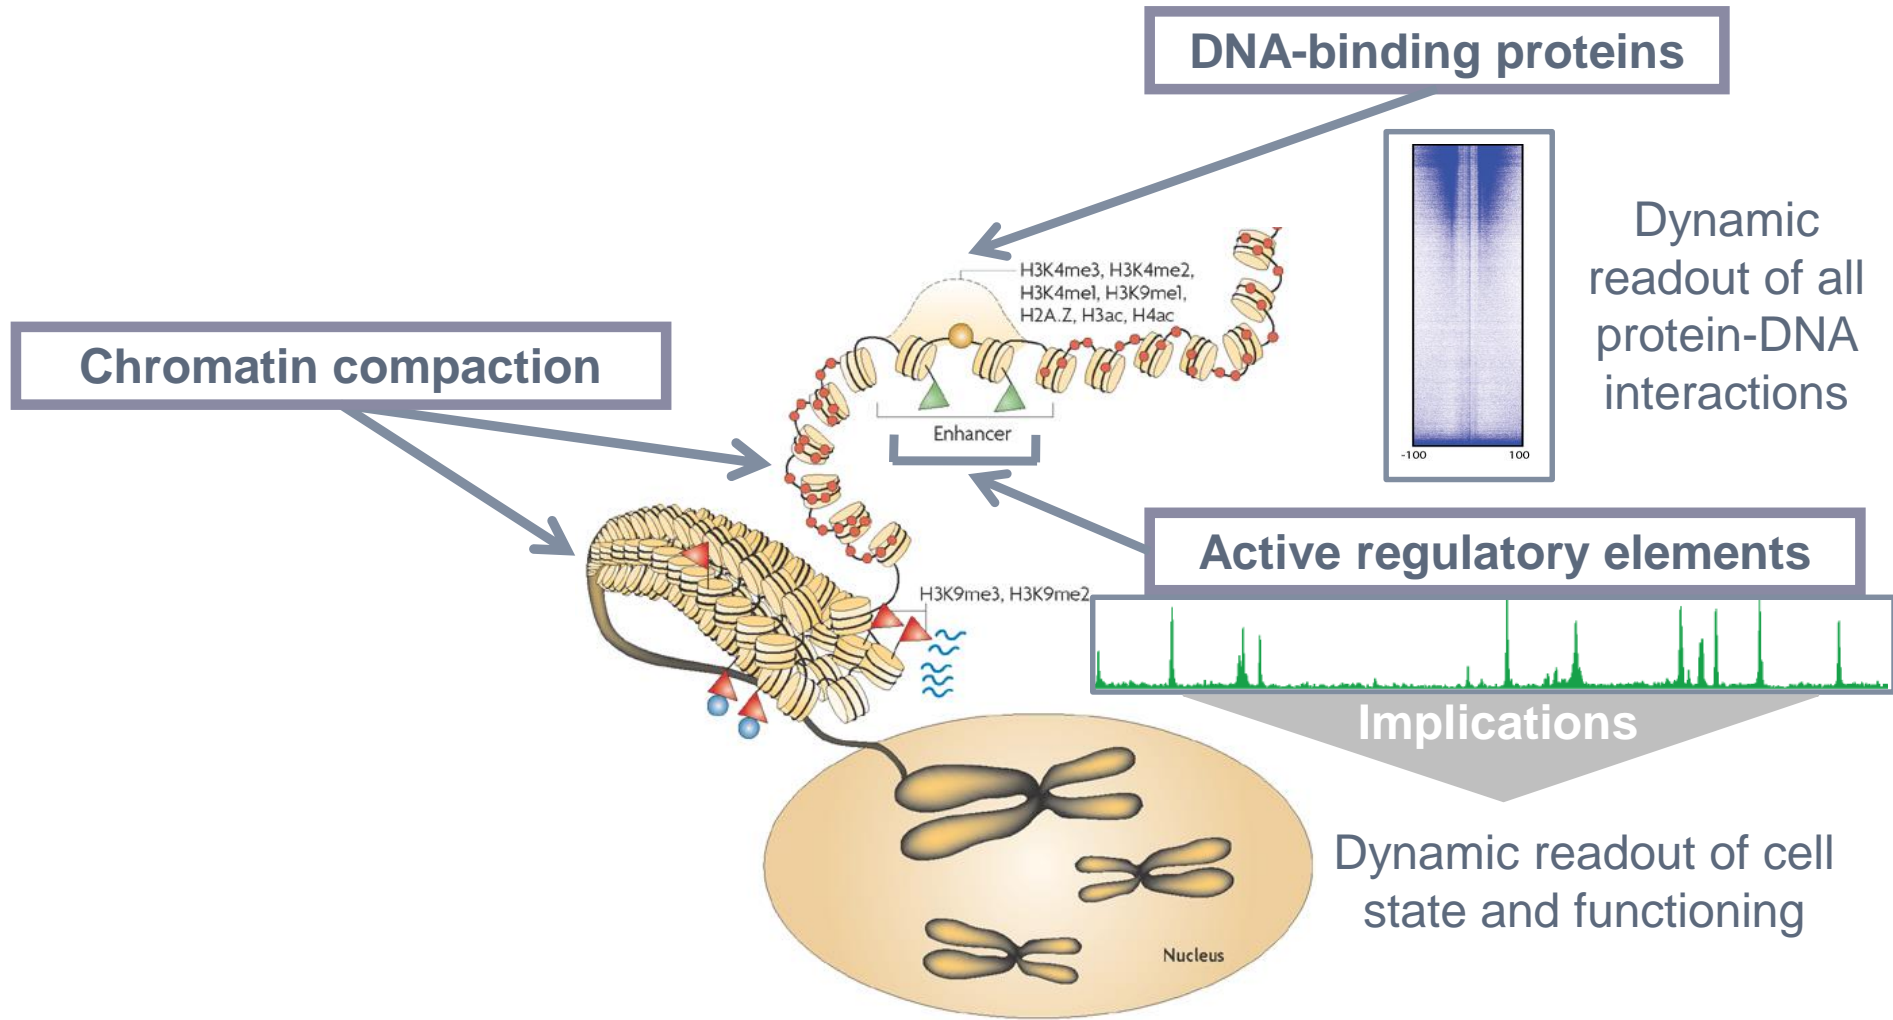 DNA-binding proteins
Dynamic
readout of all
protein-DNA
interactions
-100 100
H3K4me3, H3K4me2,
H3K4me1, H3K9me1,
H2A.Z, H3ac, H4ac
Chromatin compaction
Enhancer
Active regulatory elements
H3K9me3, H3K9me2
Implications
Dynamic readout of cell
state and functioning
Nucleus